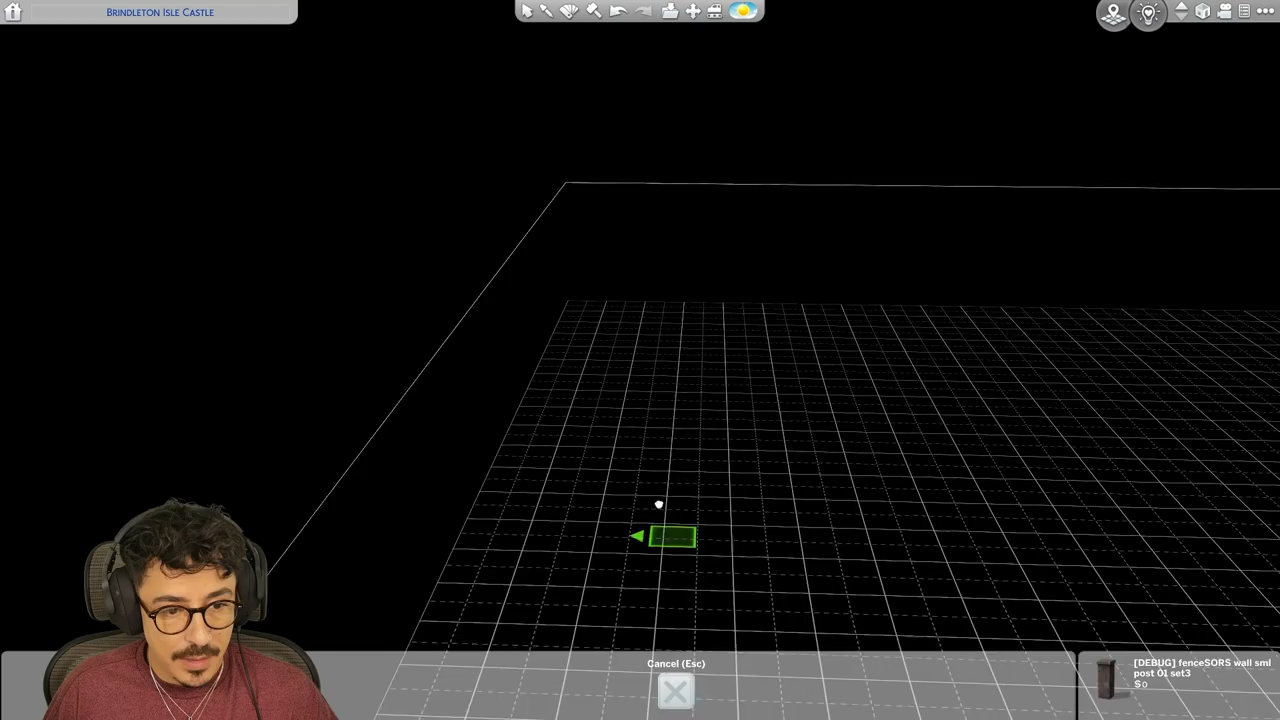 Brindleton Isle Castle
Cancel (Esc)
[DEBUG] fenceSORS wall sml
post 01 set3
§0